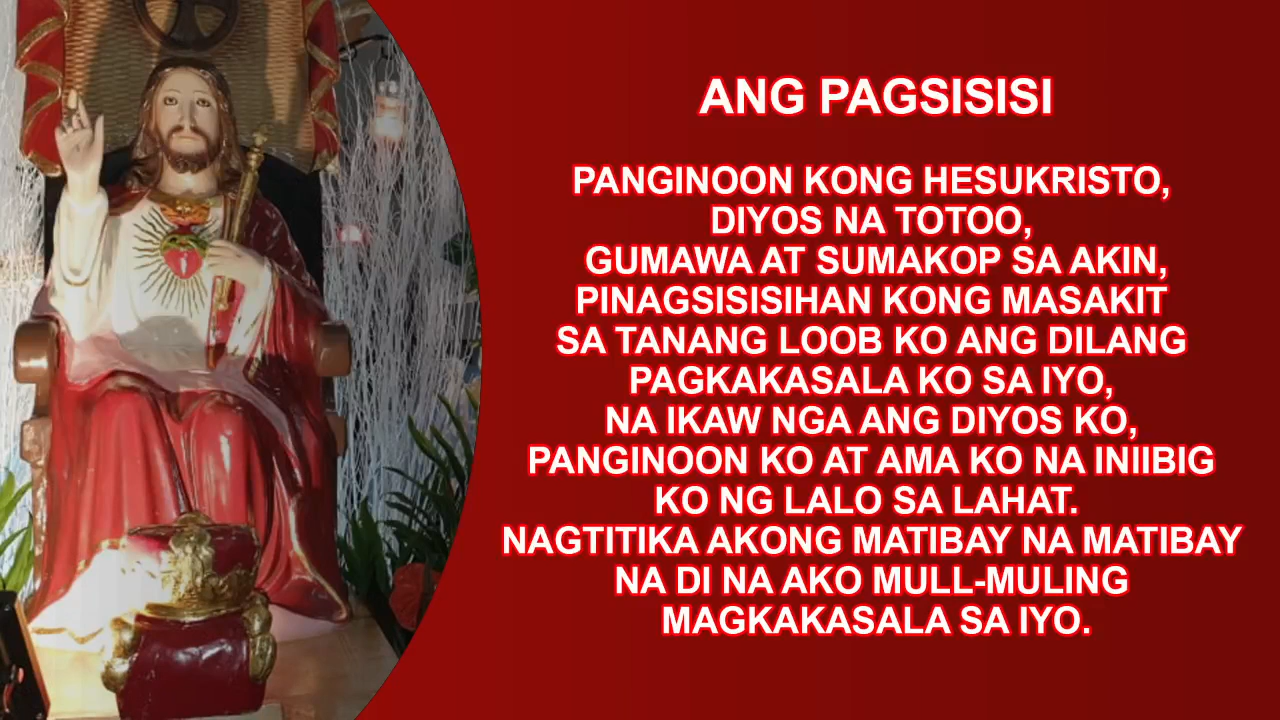 ANG PAGSISISI
PANGINOON KONG HESUKRISTO,
DIYOS NA TOTOO,
GUMAWA AT SUMAKOP SA AKIN,
PINAGSISISIHAN KONG MASAKIT
SA TANANG LOOB KO ANG DILANG
PAGKAKASALA KO SA IYO,
NA IKAW NGA ANG DIYOS KO,
PANGINOON KO AT AMA KO NA INIIBIG
KO NG LALO SA LAHAT.
NAGTITIKA AKONG MATIBAY NA MATIBAY
NA DI NA AKO MULL-MULING
MAGKAKASALA SA IYO.